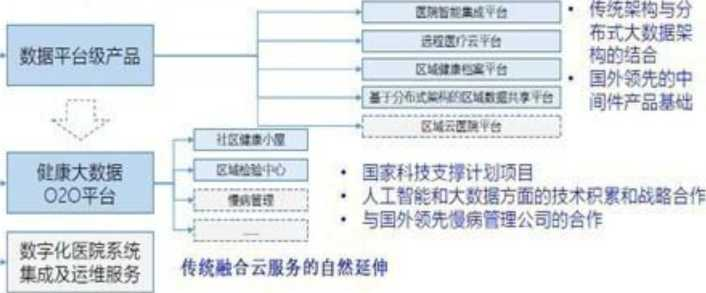 数据平台级产品
医院智能集成平台
远程医疗云平台
区域健康档案平台
基于分布式架构的区域数据共享平台
区域云医院平台
• 传统架构与分
布式大数据架
构的结合
• 国外领先的中
间件产品基础
健康大数据
O2O平台
社区健康小屋
区域检验中心
慢病管理
......
• 国家科技支撑计划项目
• 人工智能和大数据方面的技术积累和战略合作
• 与国外领先慢病管理公司的合作
数字化医院系统
集成及运维服务
传统融合云服务的自然延伸